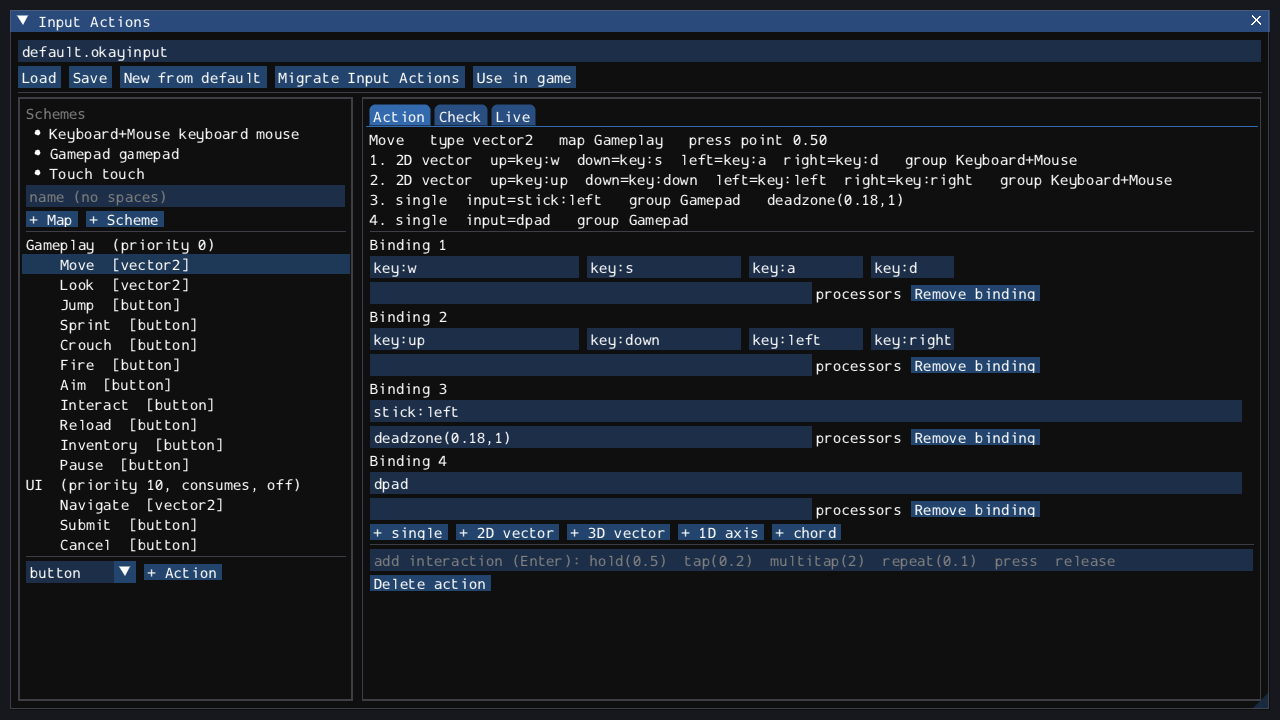 Input Actions
default.okayinput
Load Save New from default Migrate Input Actions Use in game
Schemes
Keyboard+Mouse keyboard mouse
Gamepad gamepad
Touch touch
name (no spaces)
+ Map + Scheme
Gameplay (priority 0)
Move [vector2]
Look [vector2]
Jump [button]
Sprint [button]
Crouch [button]
Fire [button]
Aim [button]
Interact [button]
Reload [button]
Inventory [button]
Pause [button]
UI (priority 10, consumes, off)
Navigate [vector2]
Submit [button]
Cancel [button]
button + Action
Action Check Live
Move type vector2 map Gameplay press point 0.50
1. 2D vector up=key:w down=key:s left=key:a right=key:d group Keyboard+Mouse
2. 2D vector up=key:up down=key:down left=key:left right=key:right group Keyboard+Mouse
3. single input=stick:left group Gamepad deadzone(0.18,1)
4. single input=dpad group Gamepad
Binding 1
key:w key:s key:a key:d
processors Remove binding
Binding 2
key:up key:down key:left key:right
processors Remove binding
Binding 3
stick:left
deadzone(0.18,1) processors Remove binding
Binding 4
dpad
processors Remove binding
+ single + 2D vector + 3D vector + 1D axis + chord
add interaction (Enter): hold(0.5) tap(0.2) multitap(2) repeat(0.1) press release
Delete action